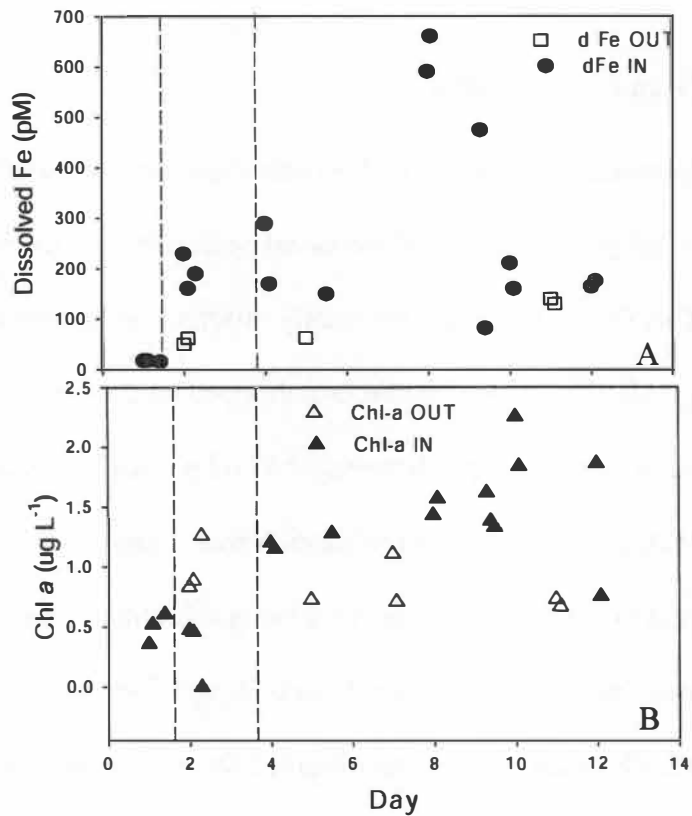 700
600
500
400
300
200
100
0
Dissolved Fe (pM)
d Fe OUT
dFe IN
A
2.5
2.0
1.5
1.0
0.5
0.0
Chl a (ug L-1)
Chl-a OUT
Chl-a IN
B
0 2 4 6 8 10 12 14
Day